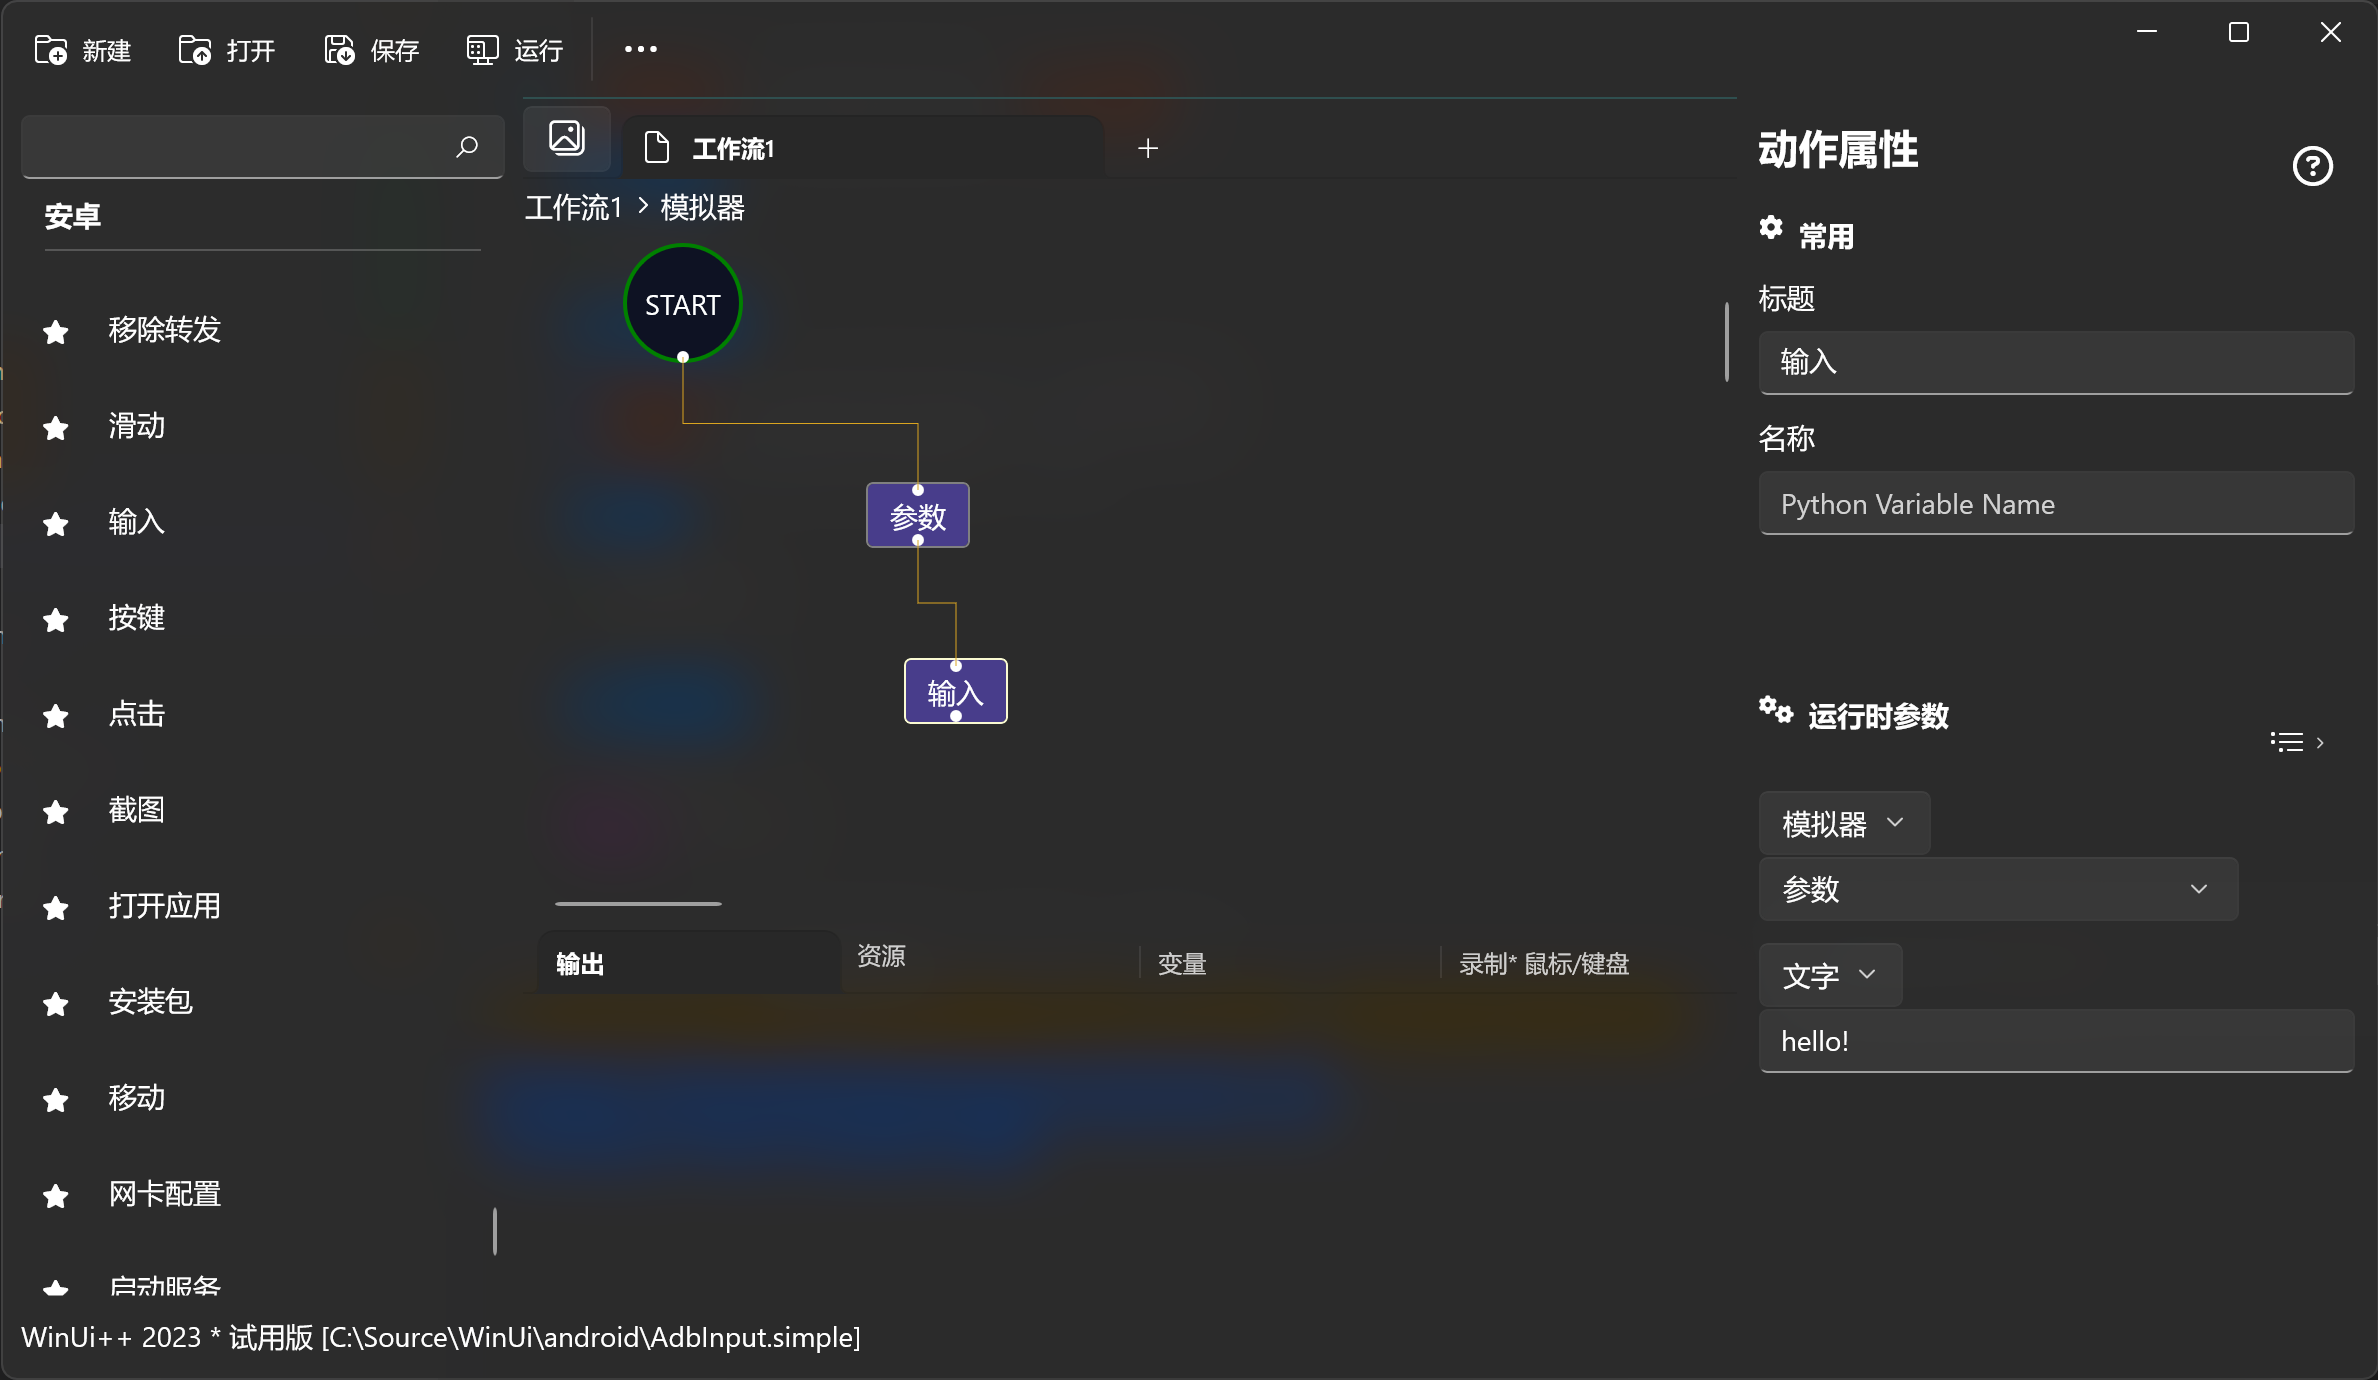 新建 打开 保存 运行
安卓
移除转发
滑动
输入
按键
点击
截图
打开应用
安装包
移动
网卡配置
启动服务
工作流1
工作流1 > 模拟器
START
参数
输入
输出 资源 变量 录制* 鼠标/键盘
动作属性
常用
标题
输入
名称
Python Variable Name
运行时参数
模拟器
参数
文字
hello!
WinUi++ 2023 * 试用版 [C:\Source\WinUi\android\AdbInput.simple]